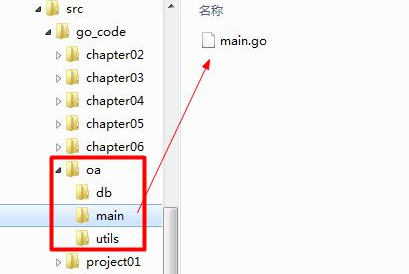 src
go_code
chapter02
chapter03
chapter04
chapter05
chapter06
oa
db
main
utils
project01
名称
main.go